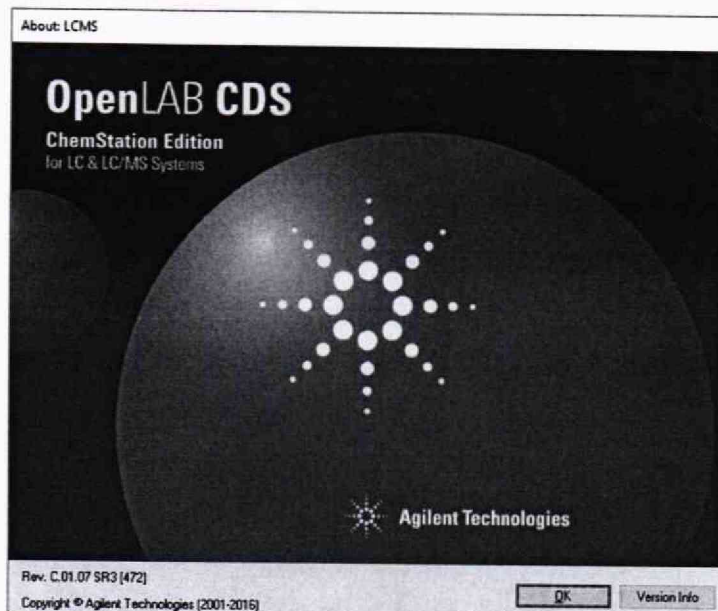 About: LCMS
OpenLAB CDS
ChemStation Edition
for LC & LC/MS Systems
Agilent Technologies
Rev. C.01.07 SR3 [472]
Copyright © Agilent Technologies [2001-2016]
OK
Version Info